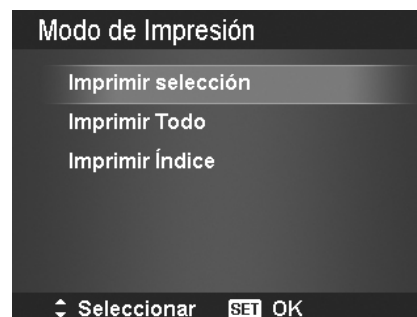 Modo de Impresión
Imprimir selección
Imprimir Todo
Imprimir Índice
Seleccionar SET OK